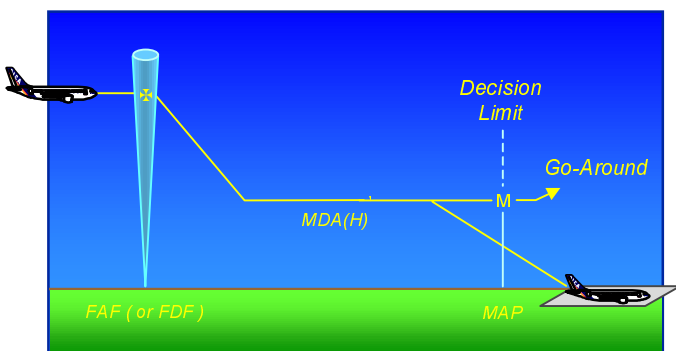 Decision
Limit
Go-Around
M
MDA(H)
FAF ( or FDF )
MAP